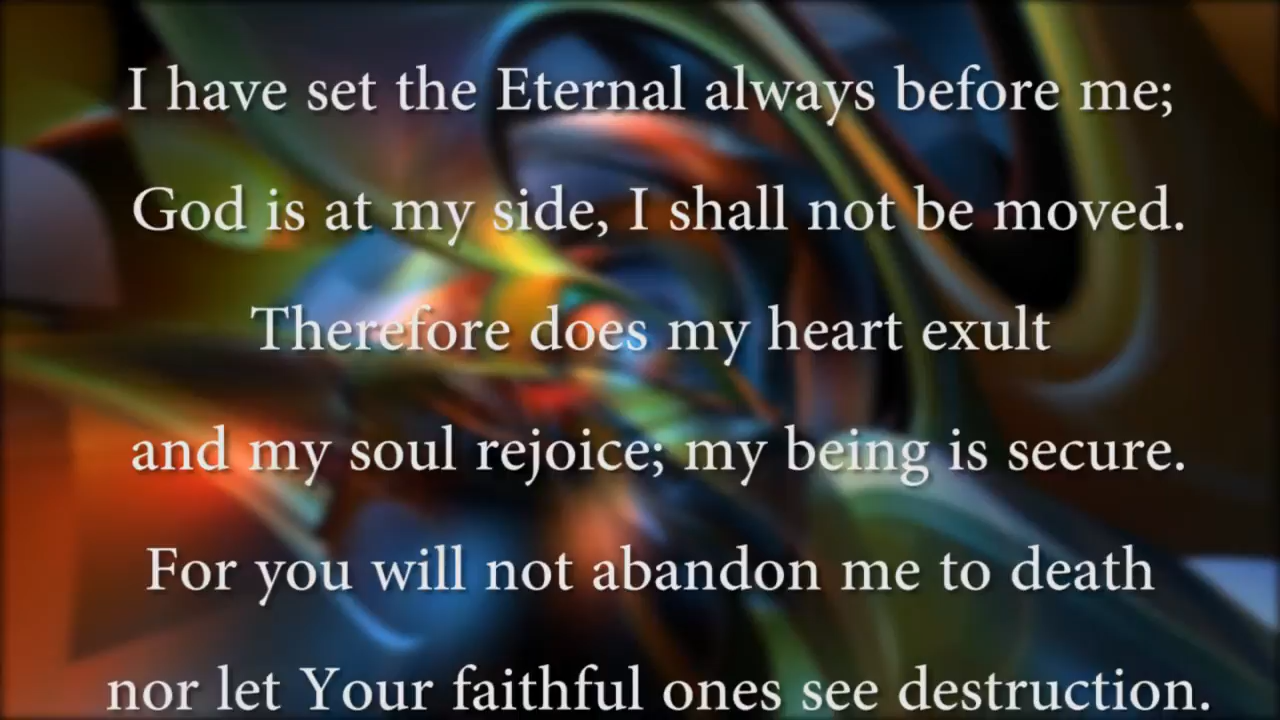 I have set the Eternal always before me;
God is at my side, I shall not be moved.
Therefore does my heart exult
and my soul rejoice; my being is secure.
For you will not abandon me to death
nor let Your faithful ones see destruction.